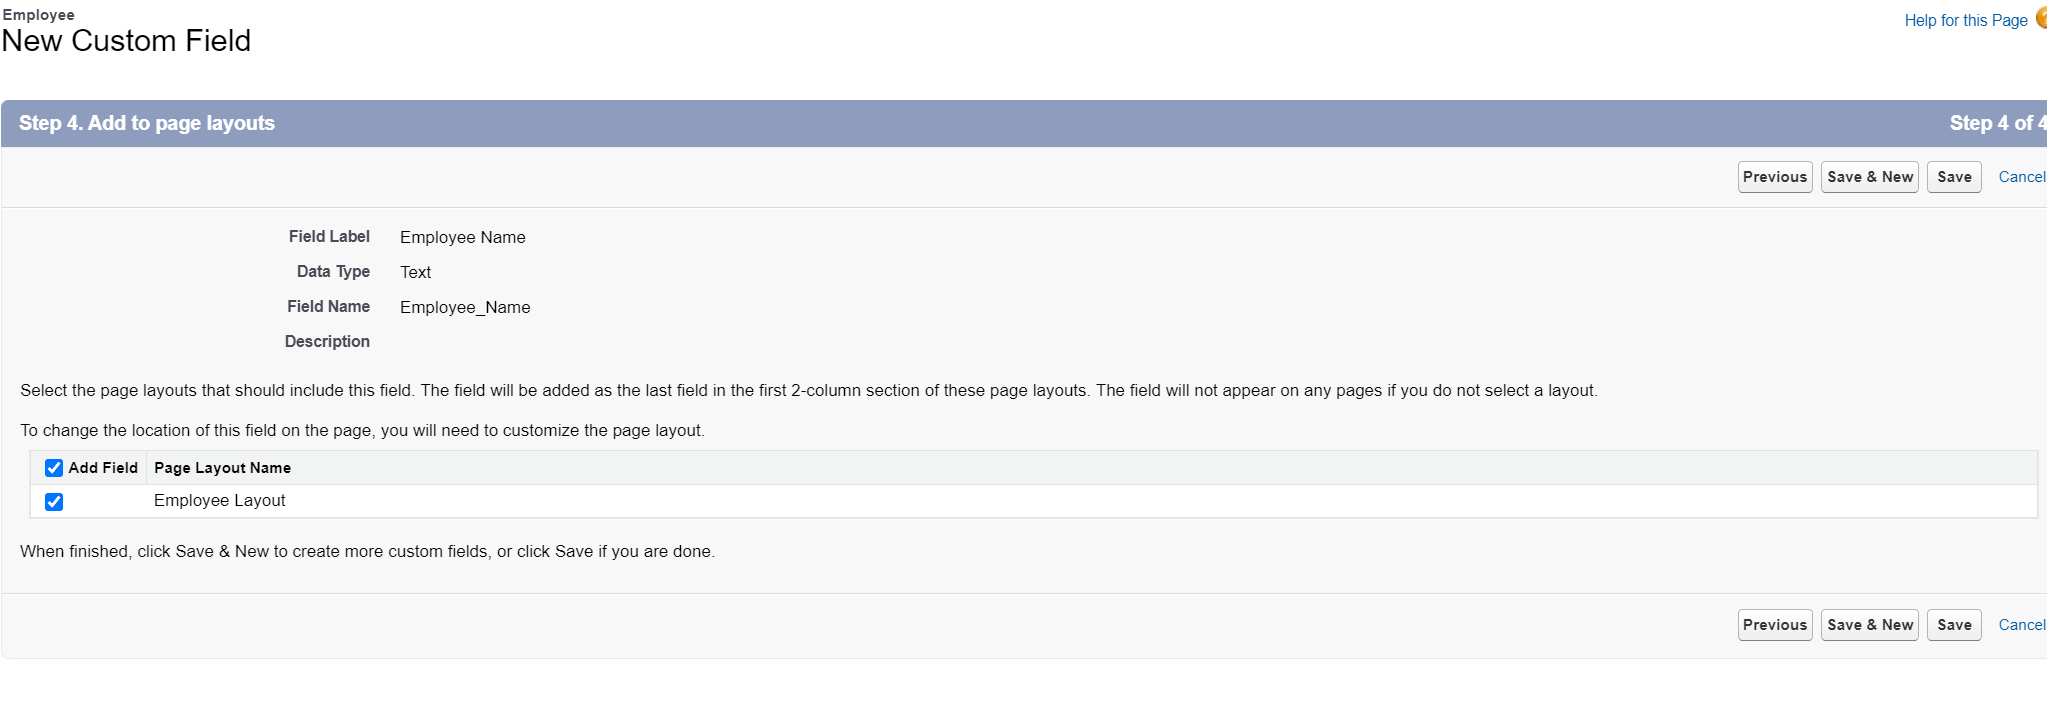 Employee
New Custom Field
Help for this Page
Step 4. Add to page layouts
Step 4 of 4
Previous Save & New Save Cancel
Field Label Employee Name
Data Type Text
Field Name Employee_Name
Description
Select the page layouts that should include this field. The field will be added as the last field in the first 2-column section of these page layouts. The field will not appear on any pages if you do not select a layout.
To change the location of this field on the page, you will need to customize the page layout.
Add Field Page Layout Name
Employee Layout
When finished, click Save & New to create more custom fields, or click Save if you are done.
Previous Save & New Save Cancel